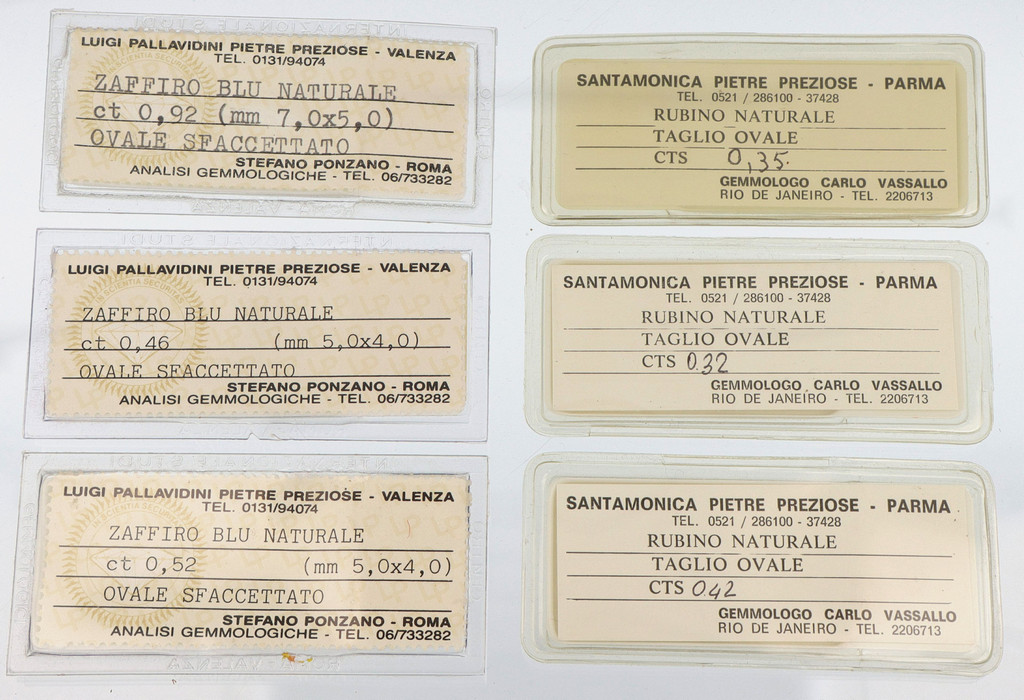 LUIGI PALLAVIDINI PIETRE PREZIOSE - VALENZA
TEL. 0131/94074
ZAFFIRO BLU NATURALE
ct 0,92 (mm 7,0x5,0)
OVALE SFACCETTATO
STEFANO PONZANO - ROMA
ANALISI GEMMOLOGICHE - TEL. 06/733282
LUIGI PALLAVIDINI PIETRE PREZIOSE - VALENZA
TEL. 0131/94074
ZAFFIRO BLU NATURALE
ct 0,46 (mm 5,0x4,0)
OVALE SFACCETTATO
STEFANO PONZANO - ROMA
ANALISI GEMMOLOGICHE - TEL. 06/733282
LUIGI PALLAVIDINI PIETRE PREZIOSE - VALENZA
TEL. 0131/94074
ZAFFIRO BLU NATURALE
ct 0,52 (mm 5,0x4,0)
OVALE SFACCETTATO
STEFANO PONZANO - ROMA
ANALISI GEMMOLOGICHE - TEL. 06/733282
SANTAMONICA PIETRE PREZIOSE - PARMA
TEL. 0521 / 286100 - 37428
RUBINO NATURALE
TAGLIO OVALE
CTS 0,35.
GEMMOLOGO CARLO VASSALLO
RIO DE JANEIRO - TEL. 2206713
SANTAMONICA PIETRE PREZIOSE - PARMA
TEL. 0521 / 286100 - 37428
RUBINO NATURALE
TAGLIO OVALE
CTS 0.32
GEMMOLOGO CARLO VASSALLO
RIO DE JANEIRO - TEL. 2206713
SANTAMONICA PIETRE PREZIOSE - PARMA
TEL. 0521 / 286100 - 37428
RUBINO NATURALE
TAGLIO OVALE
CTS 042
GEMMOLOGO CARLO VASSALLO
RIO DE JANEIRO - TEL. 2206713